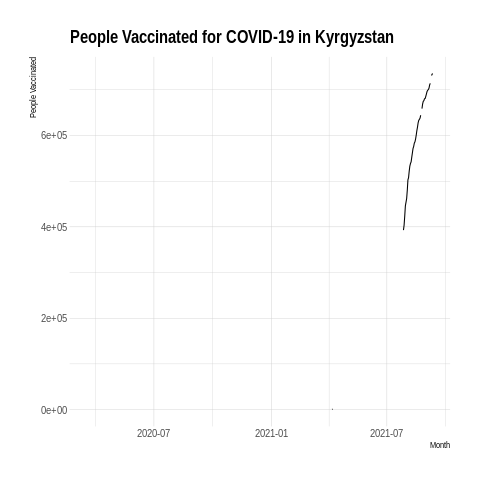 People Vaccinated for COVID-19 in Kyrgyzstan
People Vaccinated
6e+05
4e+05
2e+05
0e+00
2020-07
2021-01
2021-07
Month